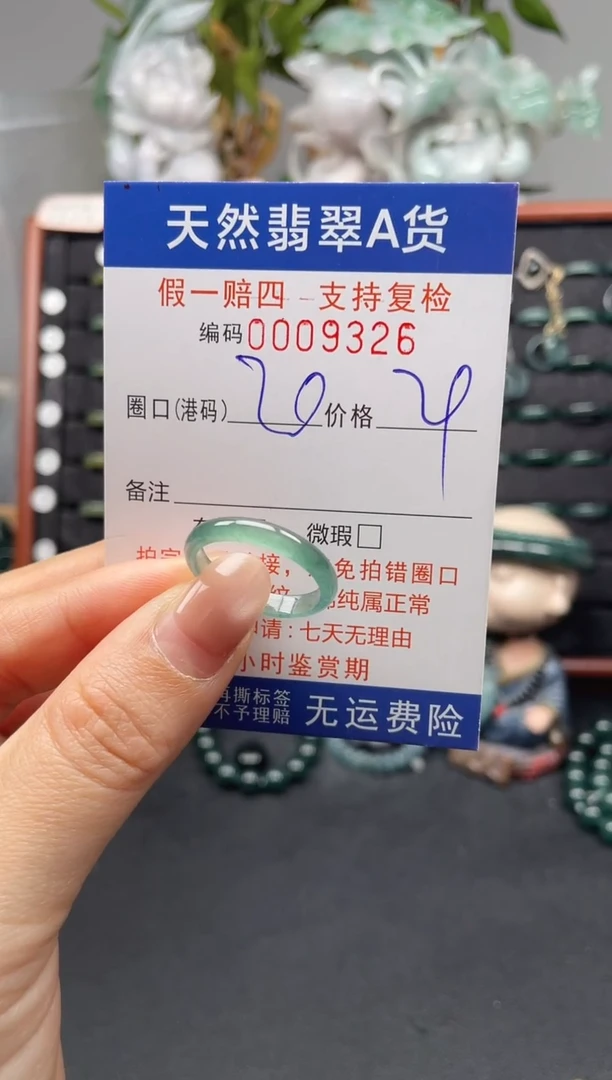 天然翡翠A货
假一赔四 支持复检
编码0009326
圈口(港码) 20 价格
备注
微瑕□
免拍错圈口
纯属正常
申请:七天无理由
小时鉴赏期
再撕标签
不予理赔
无运费险